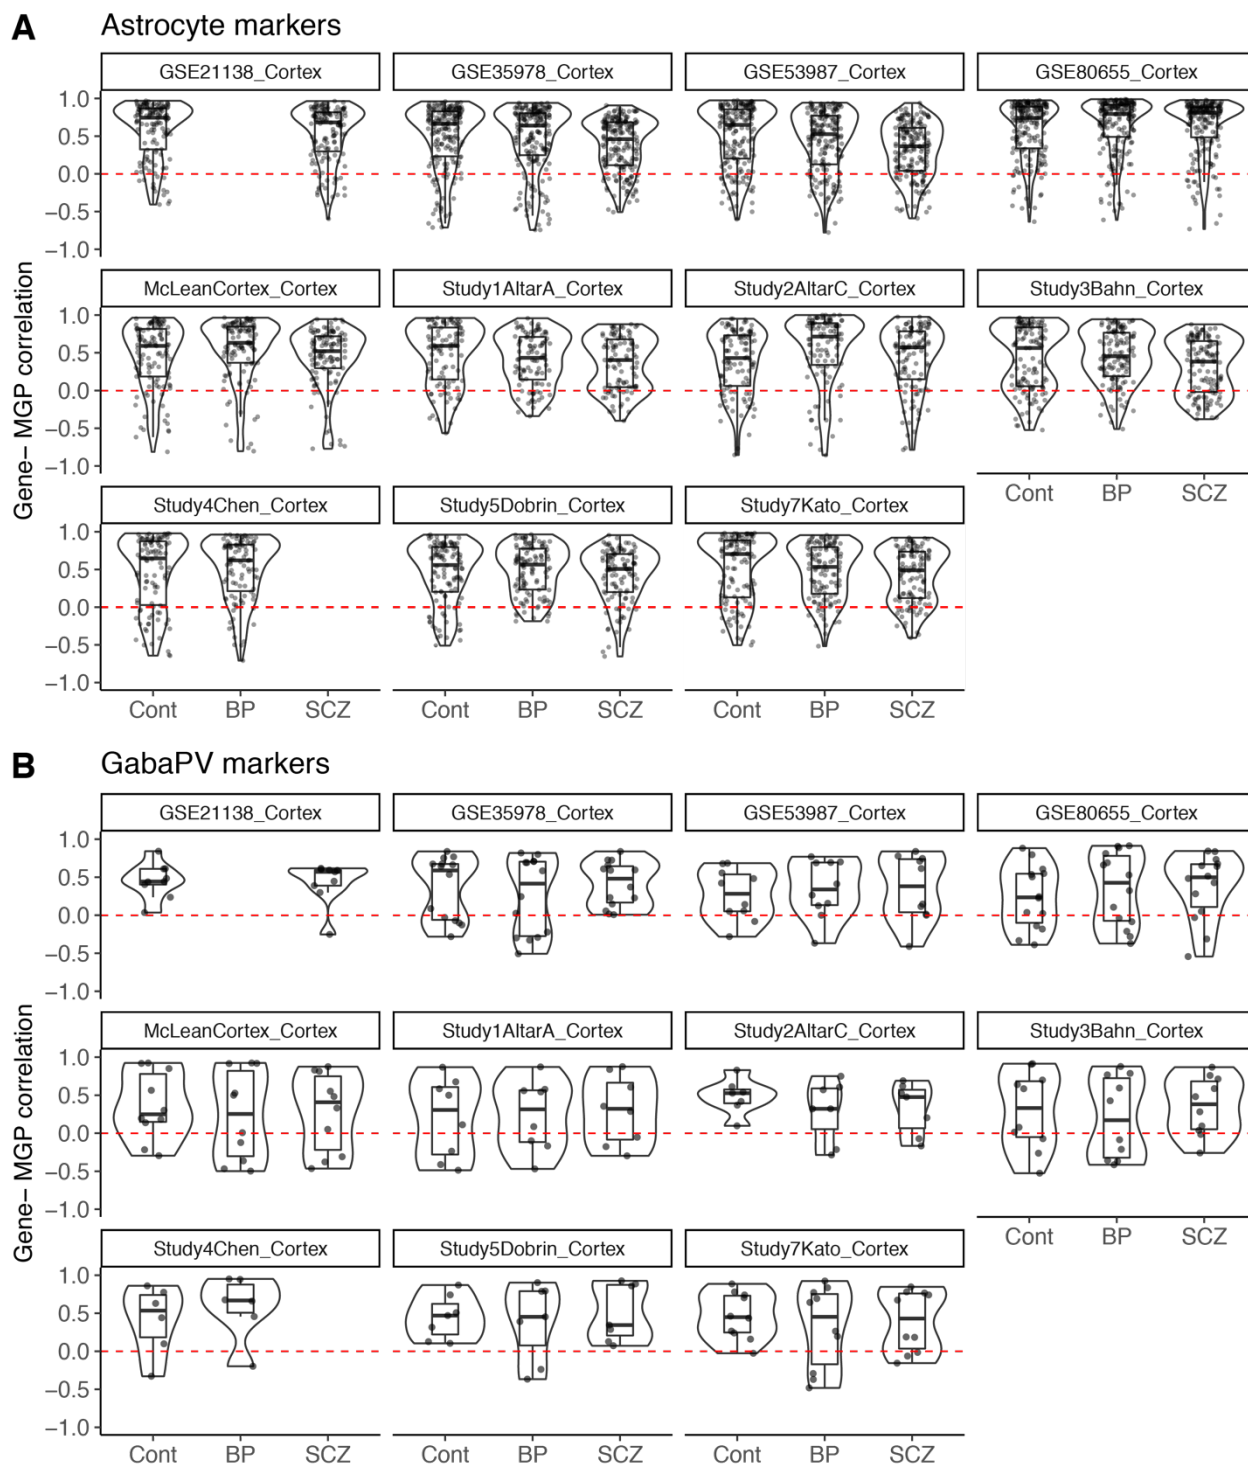 A Astrocyte markers
GSE21138_Cortex GSE35978_Cortex GSE53987_Cortex GSE80655_Cortex
1.0
0.5
0.0
−0.5
−1.0
McLeanCortex_Cortex Study1AltarA_Cortex Study2AltarC_Cortex Study3Bahn_Cortex
1.0
0.5
0.0
−0.5
−1.0
Cont BP SCZ
Study4Chen_Cortex Study5Dobrin_Cortex Study7Kato_Cortex
1.0
0.5
0.0
−0.5
−1.0
Cont BP SCZ Cont BP SCZ Cont BP SCZ
Gene− MGP correlation
B GabaPV markers
GSE21138_Cortex GSE35978_Cortex GSE53987_Cortex GSE80655_Cortex
1.0
0.5
0.0
−0.5
−1.0
McLeanCortex_Cortex Study1AltarA_Cortex Study2AltarC_Cortex Study3Bahn_Cortex
1.0
0.5
0.0
−0.5
−1.0
Cont BP SCZ
Study4Chen_Cortex Study5Dobrin_Cortex Study7Kato_Cortex
1.0
0.5
0.0
−0.5
−1.0
Cont BP SCZ Cont BP SCZ Cont BP SCZ
Gene− MGP correlation